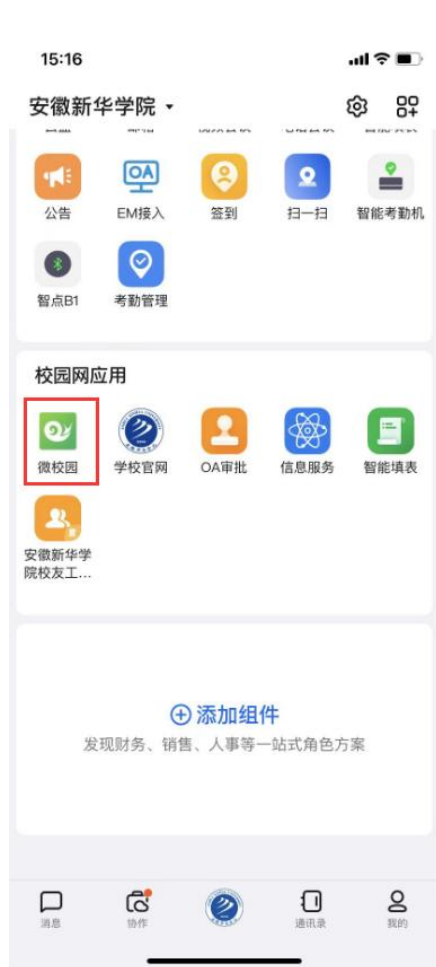 15:16
安徽新华学院
公告
EM接入
签到
扫一扫
智能考勤机
智点B1
考勤管理
校园网应用
微校园
学校官网
OA审批
信息服务
智能填表
安徽新华学
院校友工...
添加组件
发现财务、销售、人事等一站式角色方案
消息
协作
通讯录
我的